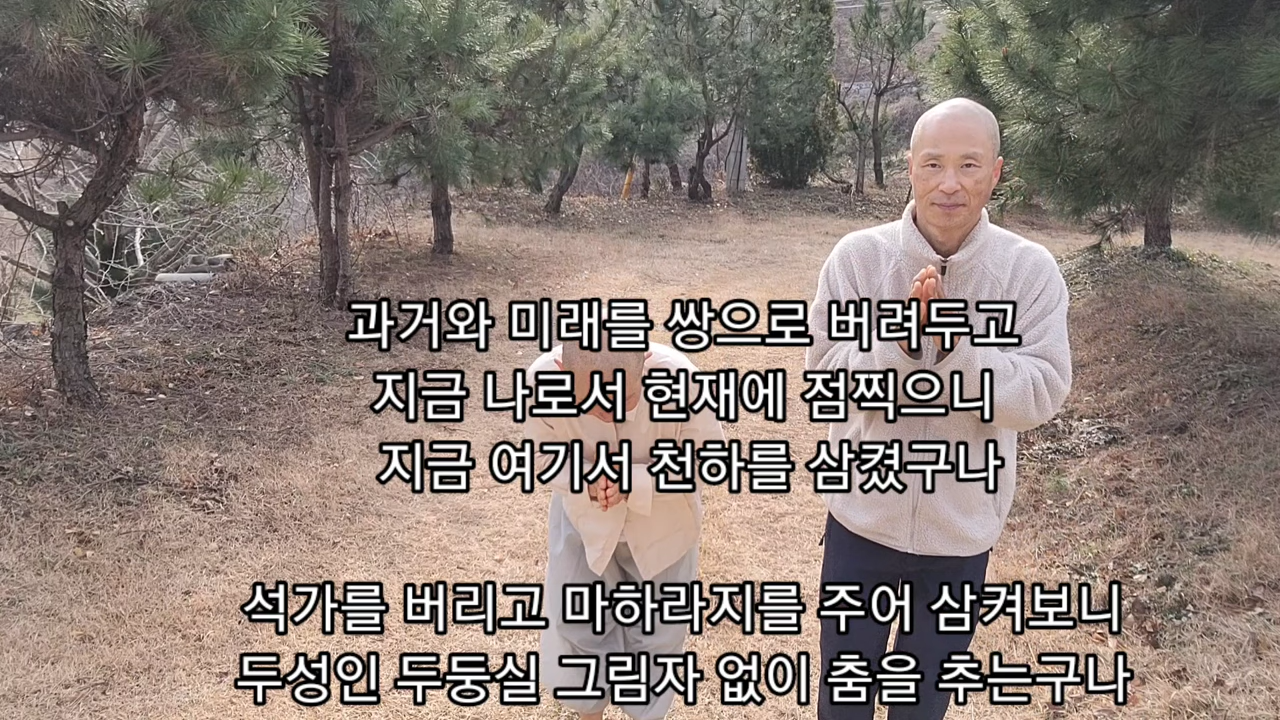 과거와 미래를 쌍으로 버려두고
지금 나로서 현재에 점찍으니
지금 여기서 천하를 삼켰구나
석가를 버리고 마하라지를 주어 삼켜보니
두성인 두둥실 그림자 없이 춤을 추는구나